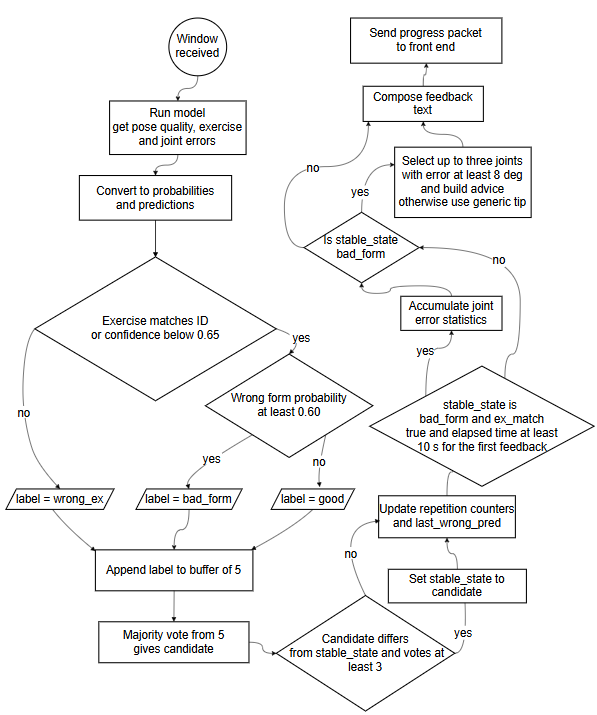 Window
received
Run model
get pose quality, exercise
and joint errors
Convert to probabilities
and predictions
Exercise matches ID
or confidence below 0.65
no
yes
Wrong form probability
at least 0.60
yes
no
label = wrong_ex
label = bad_form
label = good
Append label to buffer of 5
Majority vote from 5
gives candidate
Candidate differs
from stable_state and votes at
least 3
no
yes
Set stable_state to
candidate
Update repetition counters
and last_wrong_pred
stable_state is
bad_form and ex_match
true and elapsed time at least
10 s for the first feedback
yes
no
Accumulate joint
error statistics
Is stable_state
bad_form
no
yes
Select up to three joints
with error at least 8 deg
and build advice
otherwise use generic tip
Compose feedback
text
Send progress packet
to front end